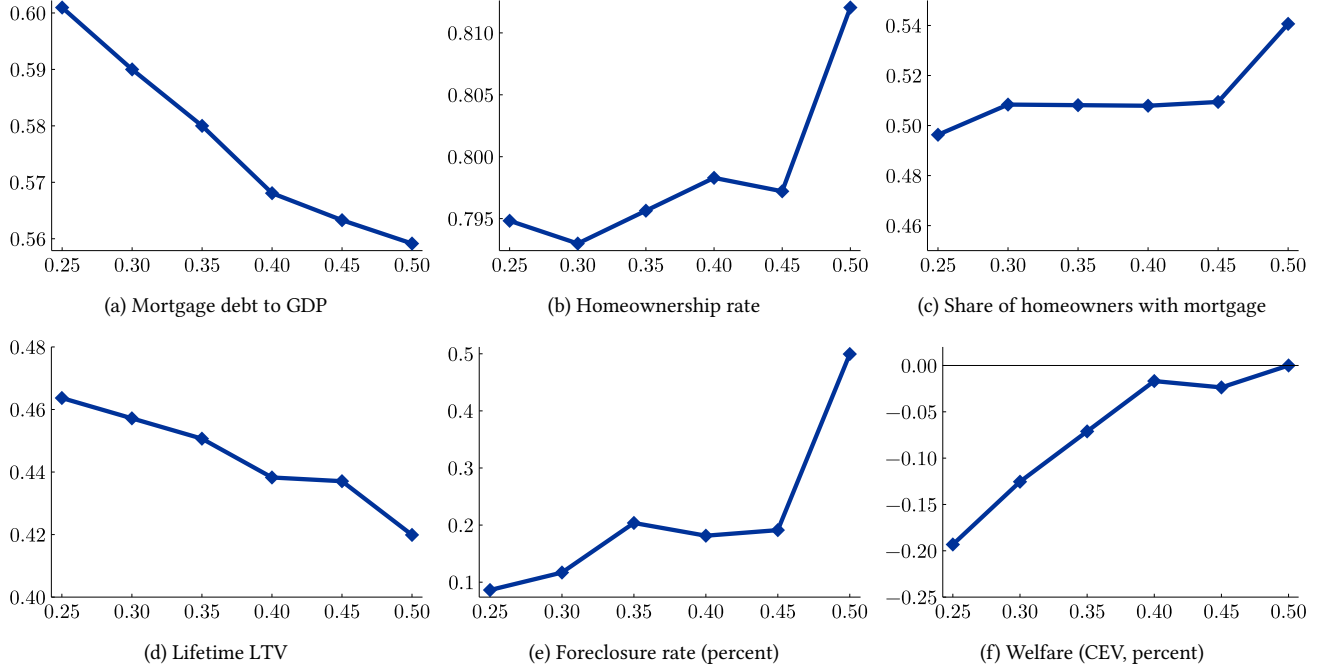 0.60
0.59
0.58
0.57
0.56
0.25 0.30 0.35 0.40 0.45 0.50
(a) Mortgage debt to GDP
0.810
0.805
0.800
0.795
0.25 0.30 0.35 0.40 0.45 0.50
(b) Homeownership rate
0.54
0.52
0.50
0.48
0.46
0.25 0.30 0.35 0.40 0.45 0.50
(c) Share of homeowners with mortgage
0.48
0.46
0.44
0.42
0.40
0.25 0.30 0.35 0.40 0.45 0.50
(d) Lifetime LTV
0.5
0.4
0.3
0.2
0.1
0.25 0.30 0.35 0.40 0.45 0.50
(e) Foreclosure rate (percent)
0.00
−0.05
−0.10
−0.15
−0.20
−0.25
0.25 0.30 0.35 0.40 0.45 0.50
(f) Welfare (CEV, percent)